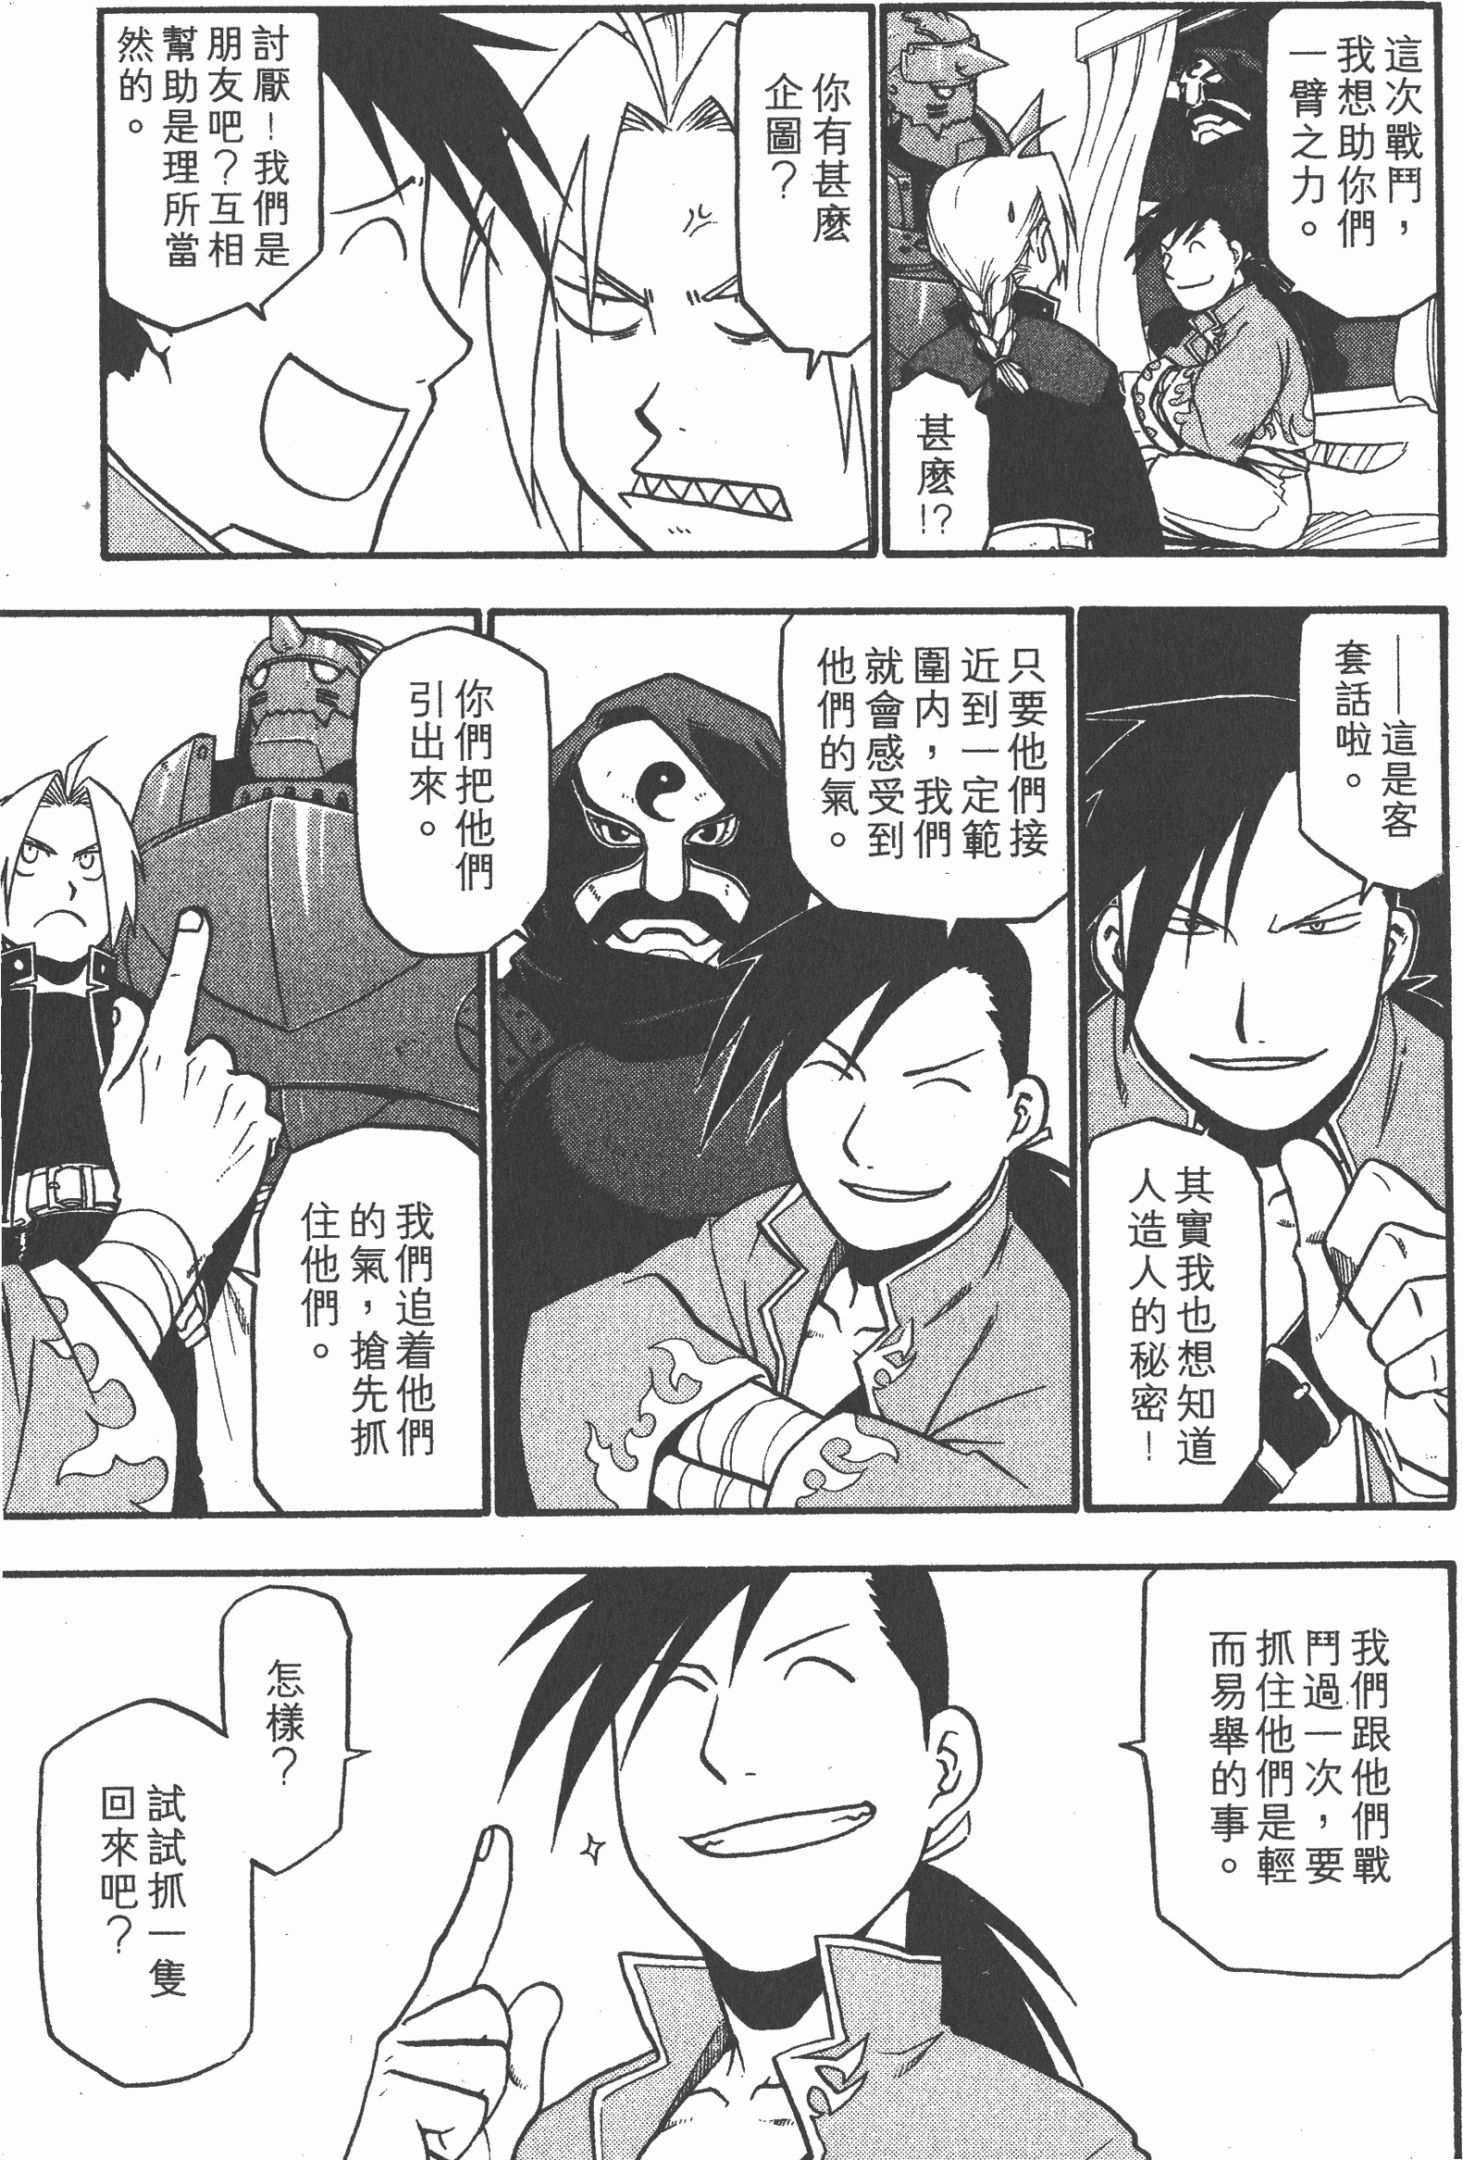 這次戰鬥，
我想助你們
一臂之力。
甚麼!?
你有甚麼
企圖？
討厭！我們是
朋友吧？互相
幫助是理所當
然的。
——這是客
套話啦。
其實我也想知道
人造人的秘密！
只要他們接
近到一定範
圍內，我們
就會感受到
他們的氣。
你們把他們
引出來。
我們追着他們
的氣，搶先抓
住他們。
我們跟他們戰
鬥過一次，要
抓住他們是輕
而易舉的事。
怎樣？
試試抓一隻
回來吧？